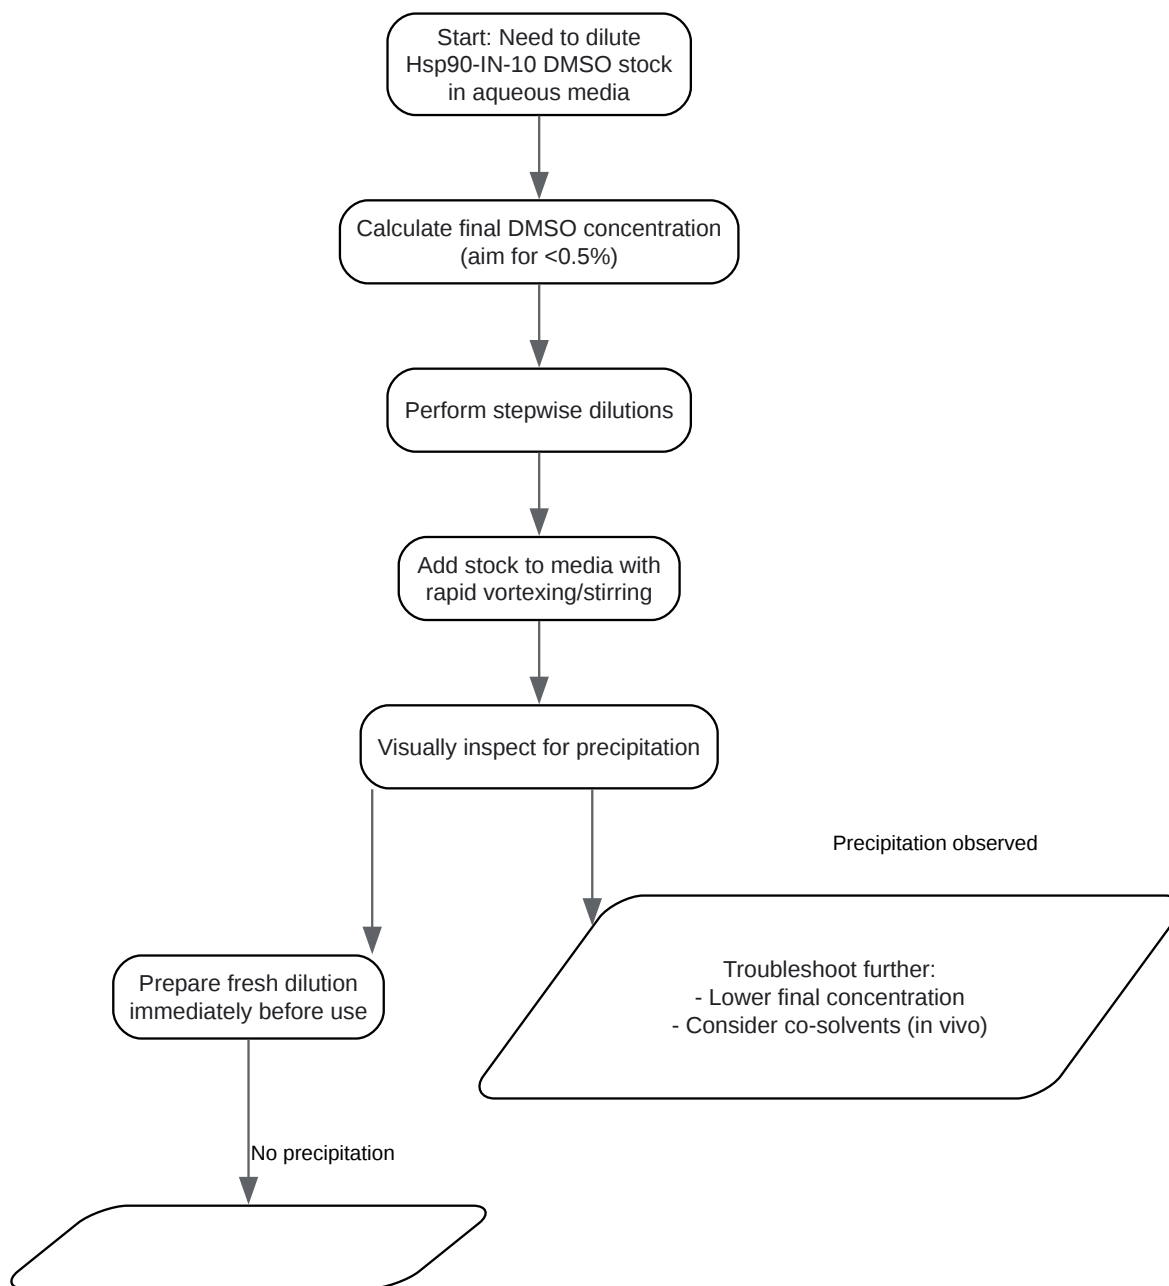 Start: Need to dilute
Hsp90-IN-10 DMSO stock
in aqueous media
Calculate final DMSO concentration
(aim for <0.5%)
Perform stepwise dilutions
Add stock to media with
rapid vortexing/stirring
Visually inspect for precipitation
Precipitation observed
Troubleshoot further:
- Lower final concentration
- Consider co-solvents (in vivo)
Prepare fresh dilution
immediately before use
No precipitation